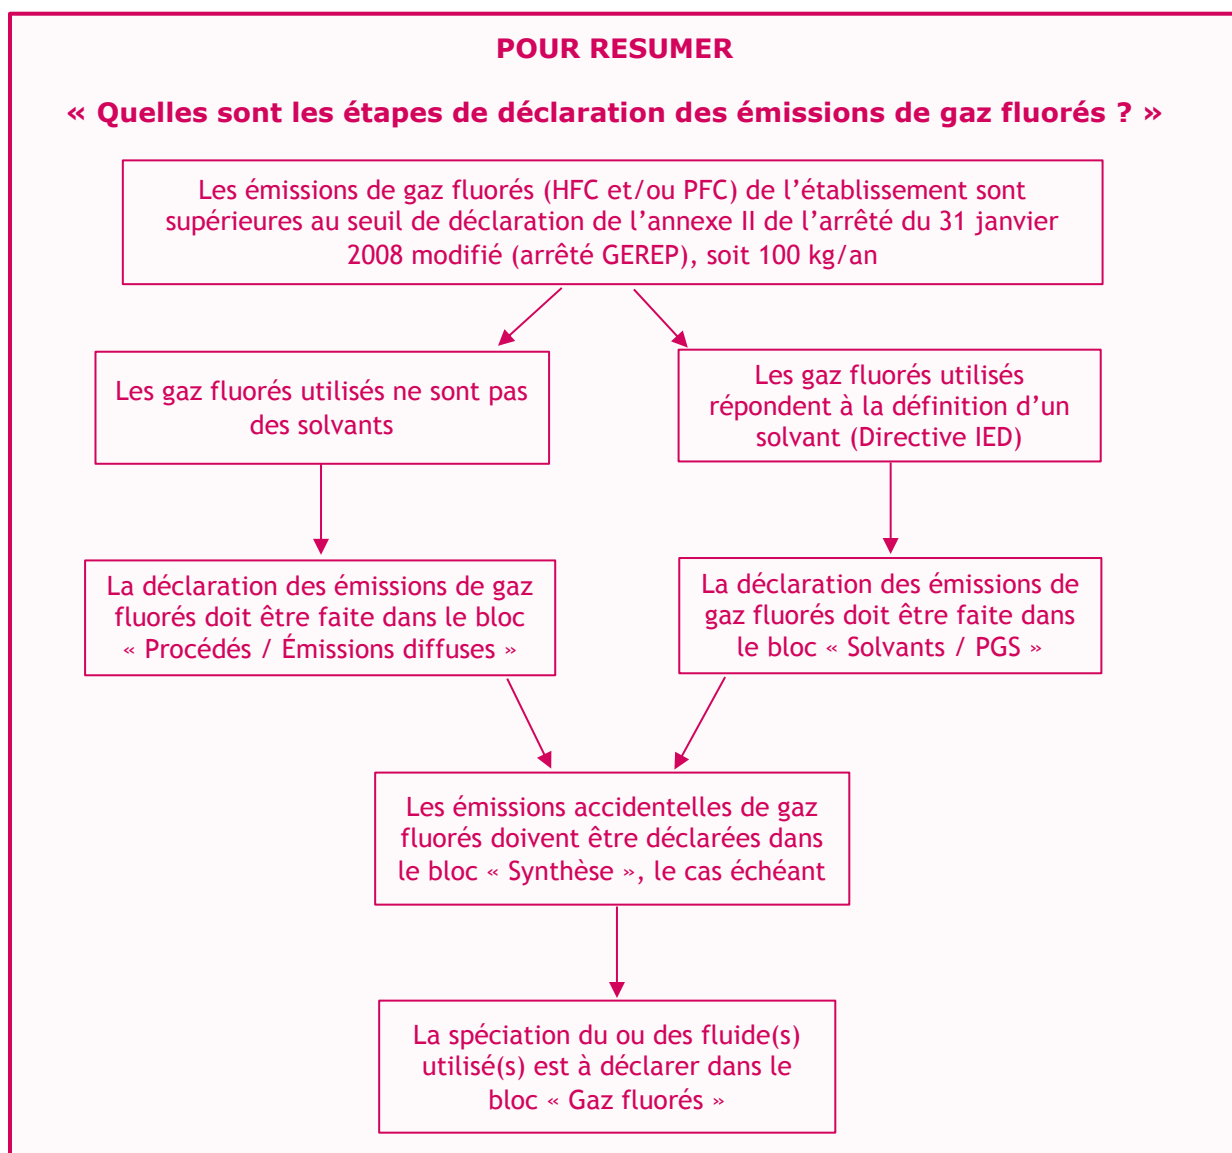 POUR RESUMER
« Quelles sont les étapes de déclaration des émissions de gaz fluorés ? »
Les émissions de gaz fluorés (HFC et/ou PFC) de l’établissement sont
supérieures au seuil de déclaration de l’annexe II de l’arrêté du 31 janvier
2008 modifié (arrêté GEREP), soit 100 kg/an
Les gaz fluorés utilisés ne sont pas
des solvants
Les gaz fluorés utilisés
répondent à la définition d’un
solvant (Directive IED)
La déclaration des émissions de gaz
fluorés doit être faite dans le bloc
« Procédés / Émissions diffuses »
La déclaration des émissions de
gaz fluorés doit être faite dans
le bloc « Solvants / PGS »
Les émissions accidentelles de gaz
fluorés doivent être déclarées dans
le bloc « Synthèse », le cas échéant
La spéciation du ou des fluide(s)
utilisé(s) est à déclarer dans le
bloc « Gaz fluorés »